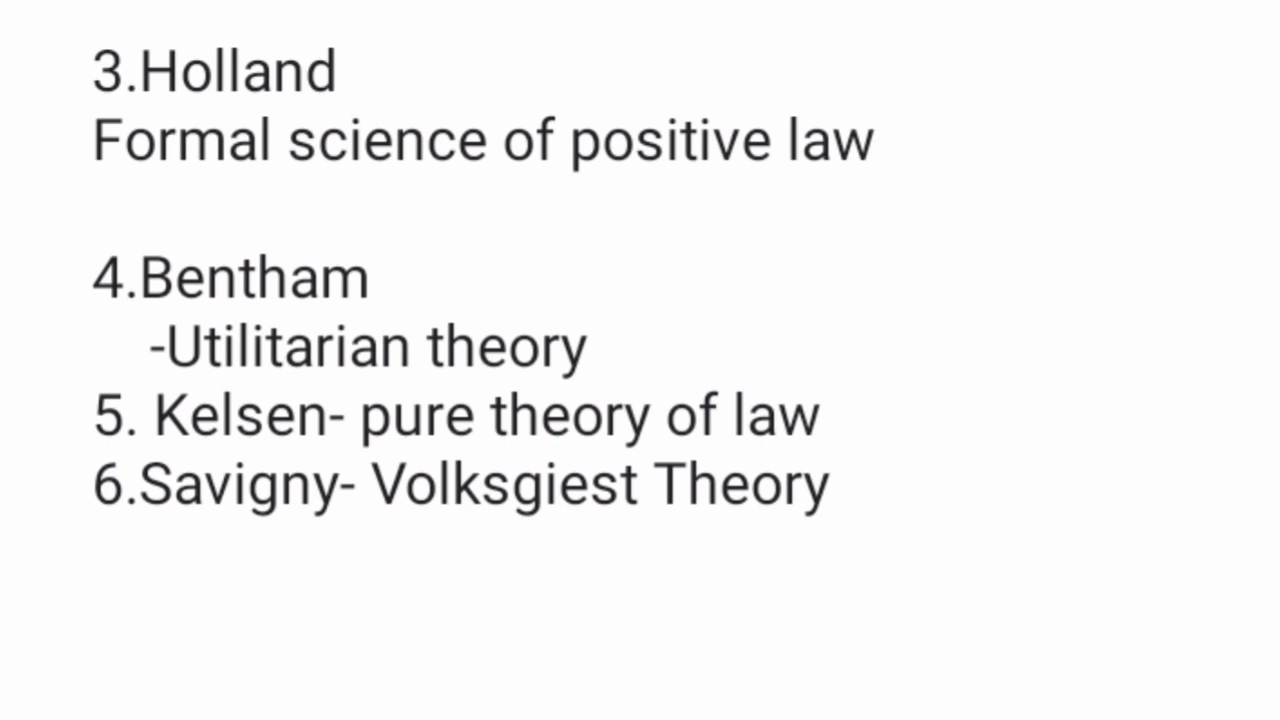 3.Holland
Formal science of positive law
4.Bentham
-Utilitarian theory
5. Kelsen- pure theory of law
6.Savigny- Volksgiest Theory